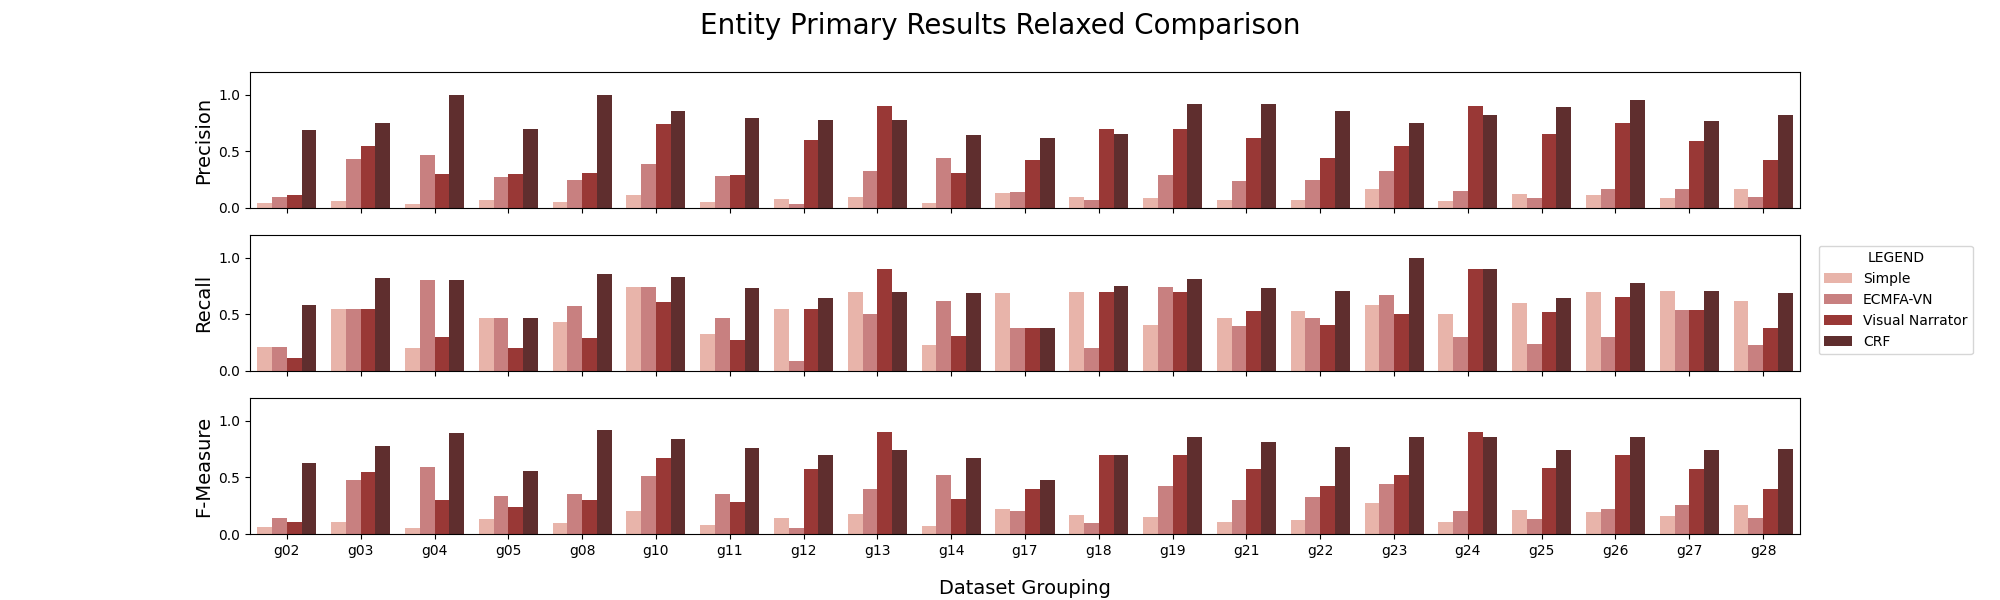 Entity Primary Results Relaxed Comparison
Precision
1.0
0.5
0.0
Recall
1.0
0.5
0.0
LEGEND
Simple
ECMFA-VN
Visual Narrator
CRF
F-Measure
1.0
0.5
0.0
g02 g03 g04 g05 g08 g10 g11 g12 g13 g14 g17 g18 g19 g21 g22 g23 g24 g25 g26 g27 g28
Dataset Grouping